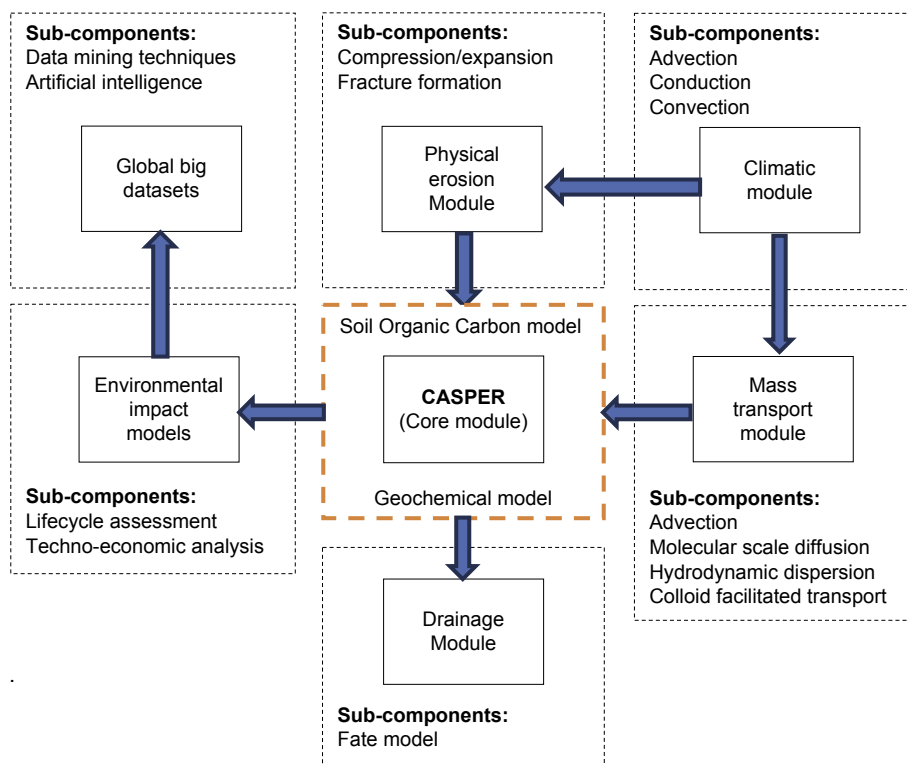 Sub-components:
Data mining techniques
Artificial intelligence
Global big
datasets
Sub-components:
Compression/expansion
Fracture formation
Physical
erosion
Module
Sub-components:
Advection
Conduction
Convection
Climatic
module
Environmental
impact
models
Sub-components:
Lifecycle assessment
Techno-economic analysis
Soil Organic Carbon model
CASPER
(Core module)
Geochemical model
Mass
transport
module
Sub-components:
Advection
Molecular scale diffusion
Hydrodynamic dispersion
Colloid facilitated transport
Drainage
Module
Sub-components:
Fate model
.